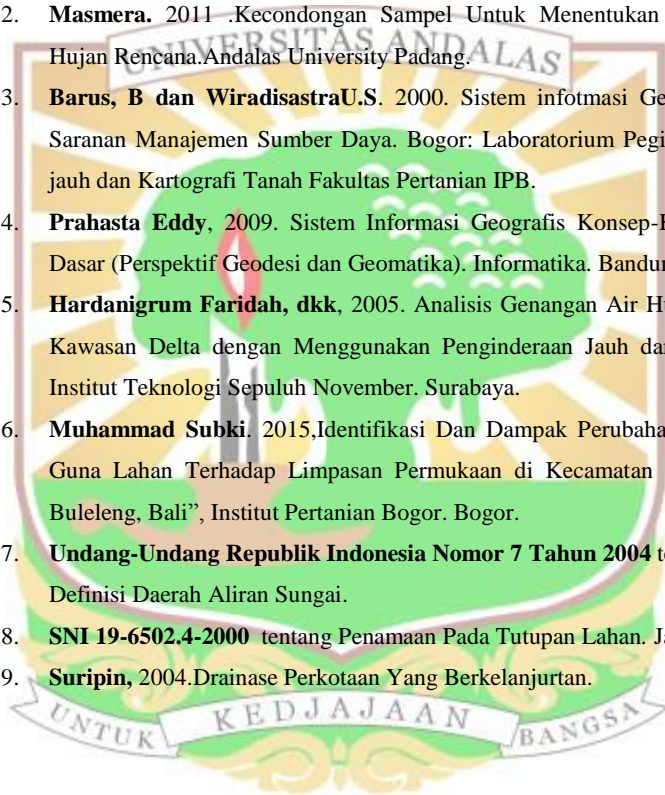 2. Masmera. 2011 .Kecondongan Sampel Untuk Menentukan
Hujan Rencana.Andalas University Padang.
UNIVERSITAS ANDALAS
3. Barus, B dan WiradisastraU.S. 2000. Sistem infotmasi Ge
Saranan Manajemen Sumber Daya. Bogor: Laboratorium Pegi
jauh dan Kartografi Tanah Fakultas Pertanian IPB.
4. Prahasta Eddy, 2009. Sistem Informasi Geografis Konsep-
Dasar (Perspektif Geodesi dan Geomatika). Informatika. Bandu
5. Hardanigrum Faridah, dkk, 2005. Analisis Genangan Air H
Kawasan Delta dengan Menggunakan Penginderaan Jauh da
Institut Teknologi Sepuluh November. Surabaya.
6. Muhammad Subki. 2015,Identifikasi Dan Dampak Perubaha
Guna Lahan Terhadap Limpasan Permukaan di Kecamatan
Buleleng, Bali”, Institut Pertanian Bogor. Bogor.
7. Undang-Undang Republik Indonesia Nomor 7 Tahun 2004 t
Definisi Daerah Aliran Sungai.
8. SNI 19-6502.4-2000 tentang Penamaan Pada Tutupan Lahan. J
9. Suripin, 2004.Drainase Perkotaan Yang Berkelanjurtan.
UNTUK KEDJAJAAN BANGSA